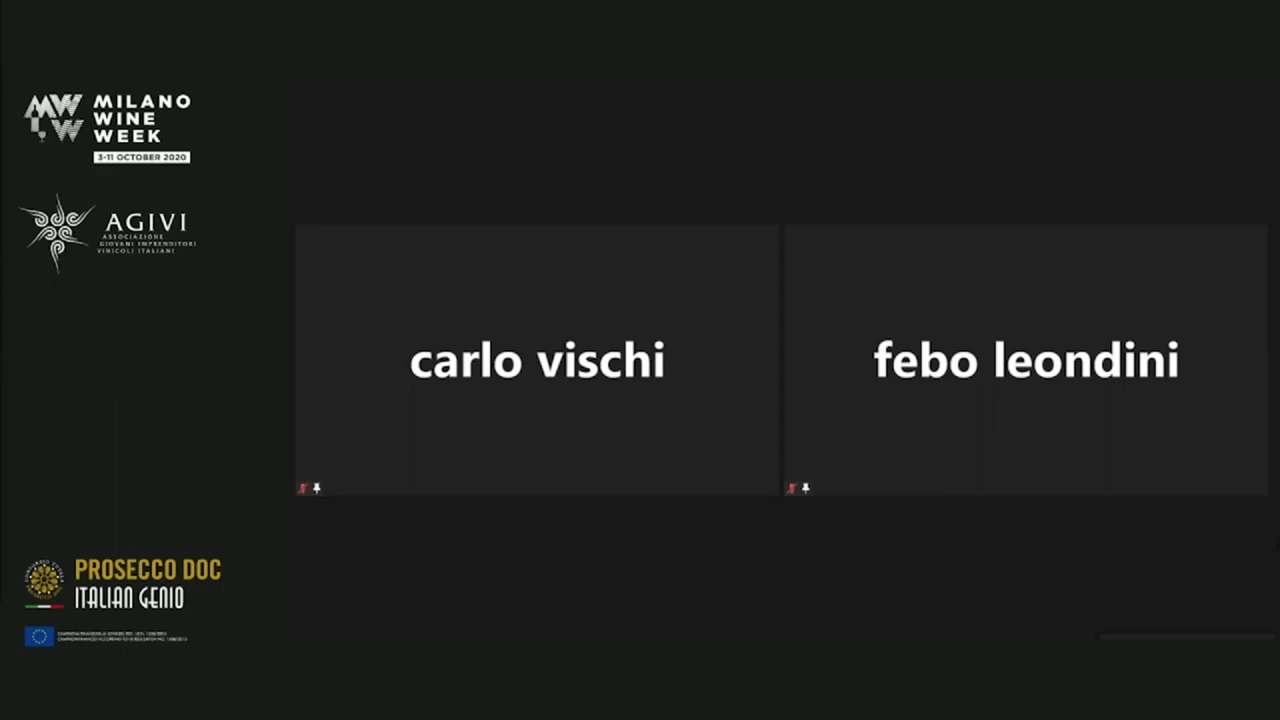 MILANO
WINE
WEEK
3-11 OCTOBER 2020
AGIVI
ASSOCIAZIONE
GIOVANI IMPRENDITORI
VINICOLI ITALIANI
carlo vischi
febo leondini
PROSECCO DOC
ITALIAN GENIO